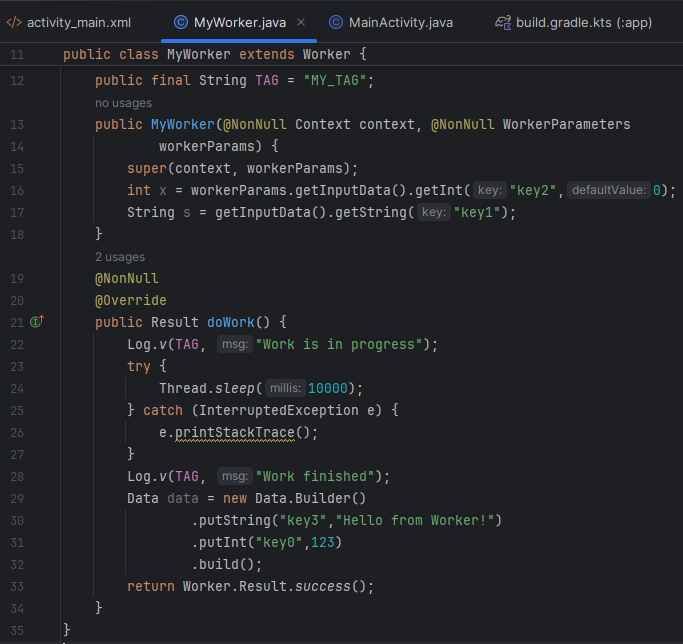 activity_main.xml MyWorker.java × MainActivity.java build.gradle.kts (:app)
11 public class MyWorker extends Worker {
12 public final String TAG = "MY_TAG";
no usages
13 public MyWorker(@NonNull Context context, @NonNull WorkerParameters
14 workerParams) {
15 super(context, workerParams);
16 int x = workerParams.getInputData().getInt( key: "key2", defaultValue: 0);
17 String s = getInputData().getString( key: "key1");
18 }
2 usages
19 @NonNull
20 @Override
21 public Result doWork() {
22 Log.v(TAG, msg: "Work is in progress");
23 try {
24 Thread.sleep( millis: 10000);
25 } catch (InterruptedException e) {
26 e.printStackTrace();
27 }
28 Log.v(TAG, msg: "Work finished");
29 Data data = new Data.Builder()
30 .putString("key3","Hello from Worker!")
31 .putInt("key0",123)
32 .build();
33 return Worker.Result.success();
34 }
35 }